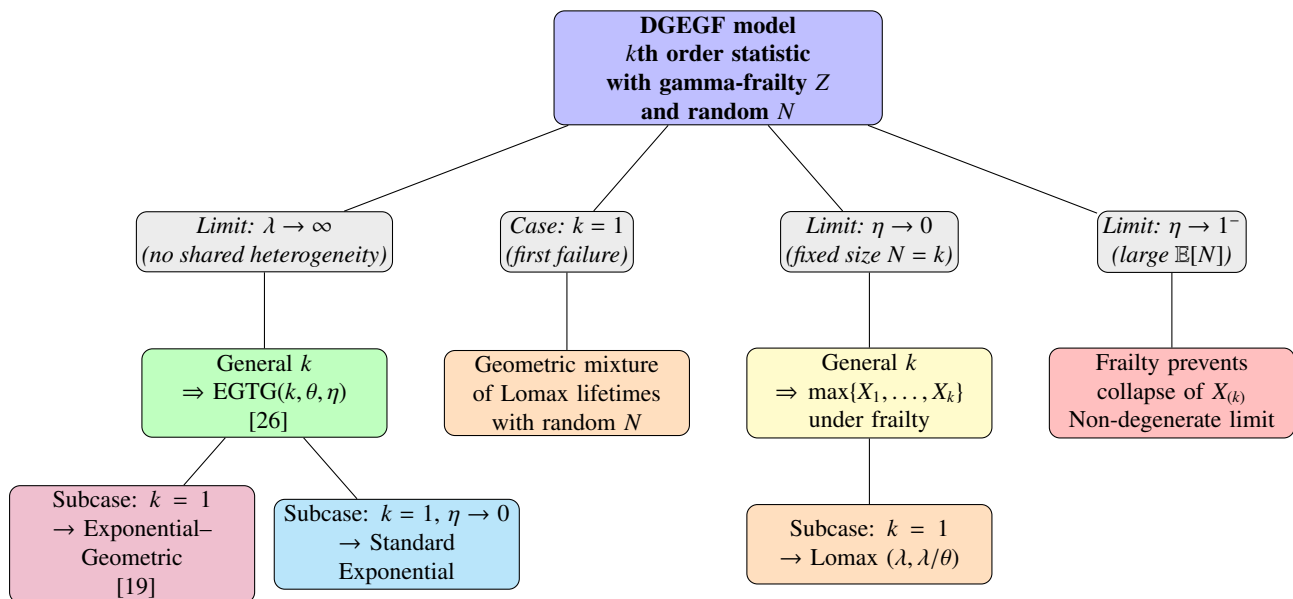 DGEGF model
kth order statistic
with gamma-frailty Z
and random N
Limit: λ → ∞
(no shared heterogeneity)
Case: k = 1
(first failure)
Limit: η → 0
(fixed size N = k)
Limit: η → 1⁻
(large 𝔼[N])
General k
⇒ EGTG(k, θ, η)
[26]
Geometric mixture
of Lomax lifetimes
with random N
General k
⇒ max{X₁, . . . , Xₖ}
under frailty
Frailty prevents
collapse of X₍ₖ₎
Non-degenerate limit
Subcase: k = 1
→ Exponential–
Geometric
[19]
Subcase: k = 1, η → 0
→ Standard
Exponential
Subcase: k = 1
→ Lomax (λ, λ/θ)